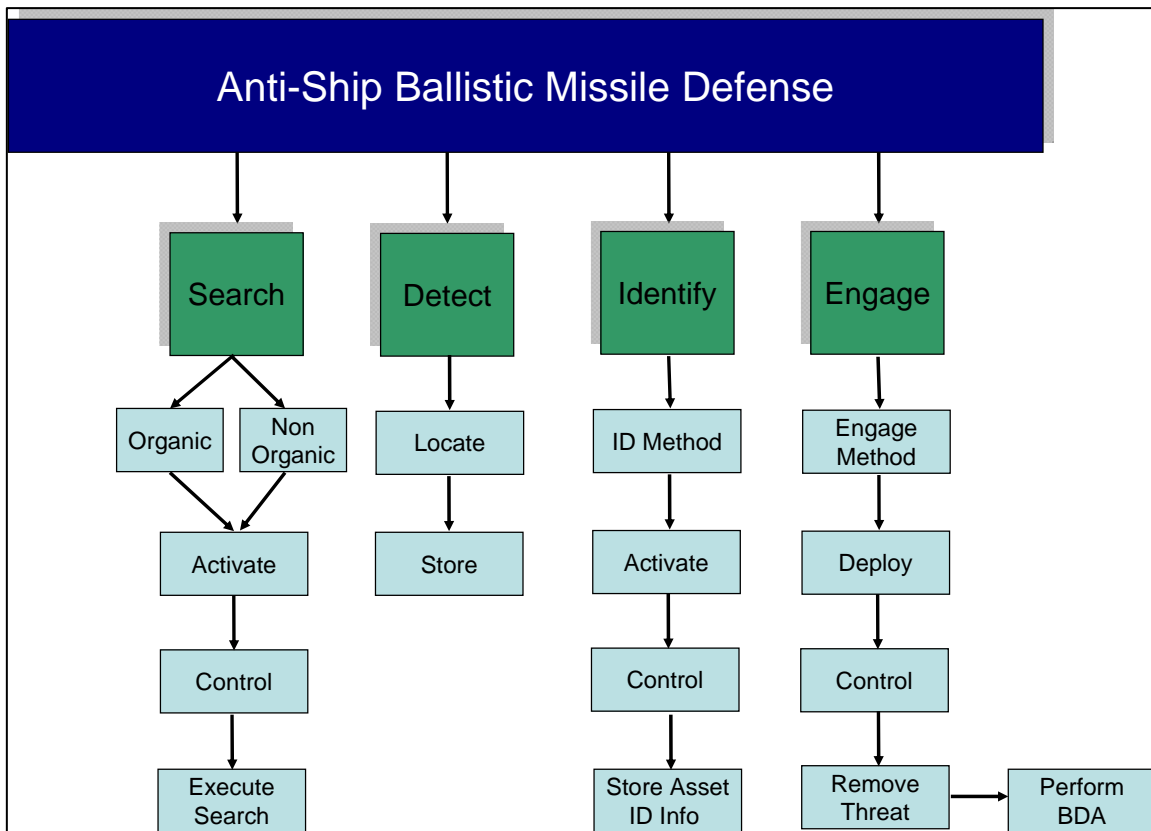 Anti-Ship Ballistic Missile Defense
Search
Detect
Identify
Engage
Organic
Non
Organic
Locate
ID Method
Engage
Method
Activate
Store
Activate
Deploy
Control
Control
Control
Execute
Search
Store Asset
ID Info
Remove
Threat
Perform
BDA